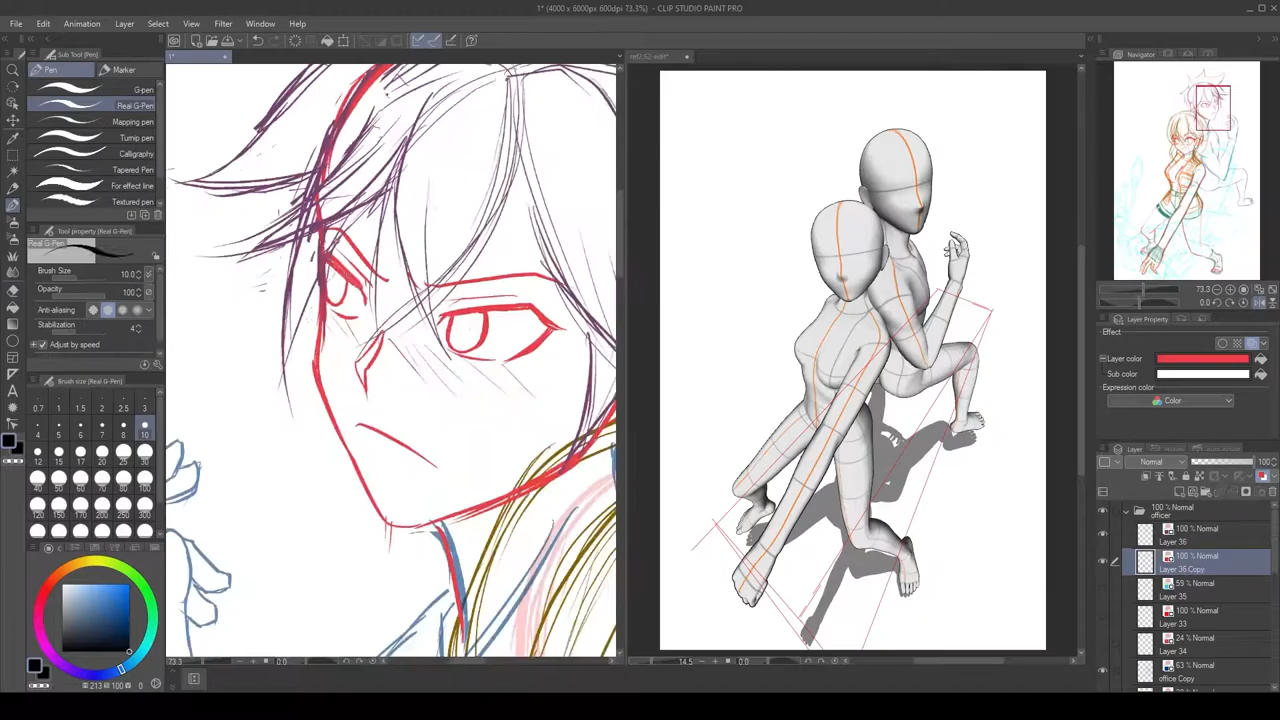 1* (4000 x 6000px 600dpi 73.3%) - CLIP STUDIO PAINT PRO
File Edit Animation Layer Select View Filter Window Help
Sub Tool [Pen]
Pen Marker
G-pen
Real G-Pen
Mapping pen
Turnip pen
Calligraphy
Tapered Pen
For effect line
Textured pen
Tool property [Real G-Pen]
Real G-Pen
Brush Size 10.0
Opacity 100
Anti-aliasing
Stabilization 4
Adjust by speed
Brush size [Real G-Pen]
0.7 1 1.5 2 2.5 3
4 5 6 7 8 10
12 15 17 20 25 30
40 50 60 70 80 100
120 150 170 200 250 300
213 100 0
1*
73.3 0.0
14.5 0.0
Navigator
73.3
0.0
Layer Property
Effect
Layer color
Sub color
Expression color
Color
Layer
Normal 100
100 % Normal
officer
100 % Normal
Layer 36
100 % Normal
Layer 36 Copy
59 % Normal
Layer 35
100 % Normal
Layer 33
24 % Normal
Layer 34
63 % Normal
office Copy